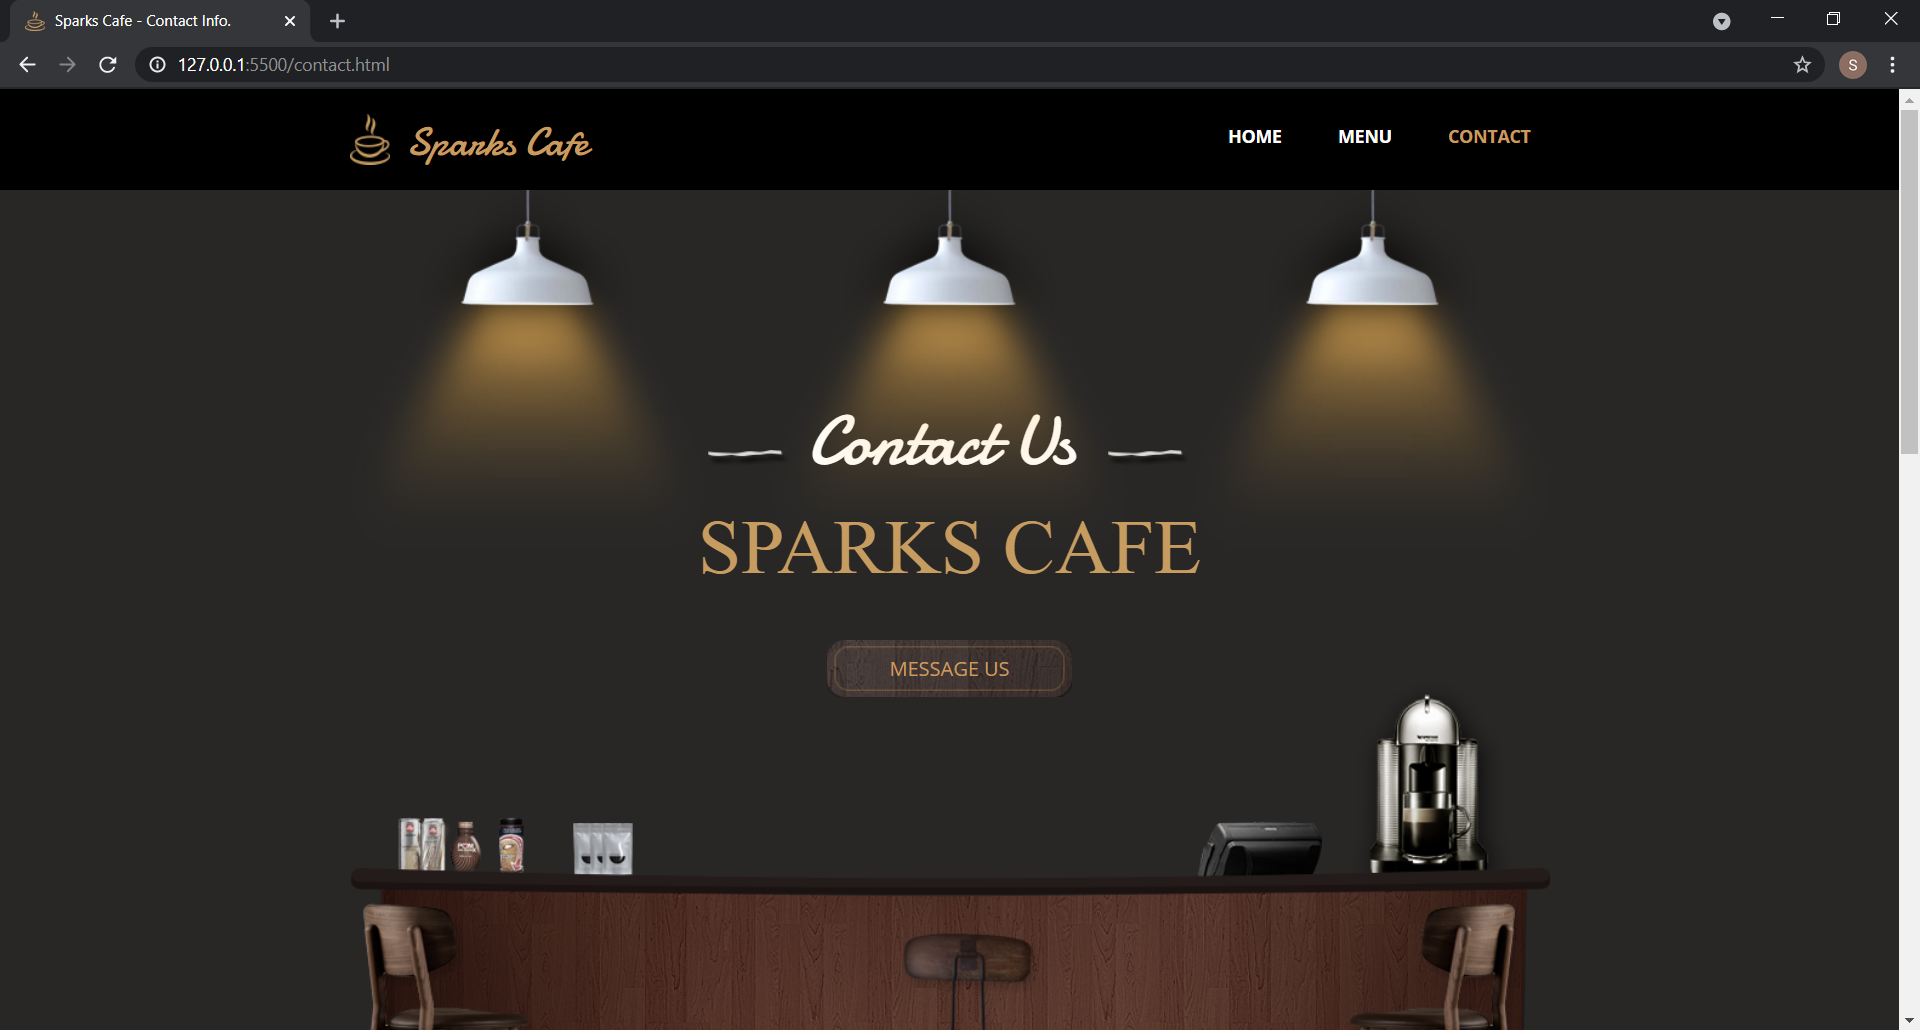 Sparks Cafe - Contact Info.
127.0.0.1:5500/contact.html
S
Sparks Cafe
HOME MENU CONTACT
Contact Us
SPARKS CAFE
MESSAGE US